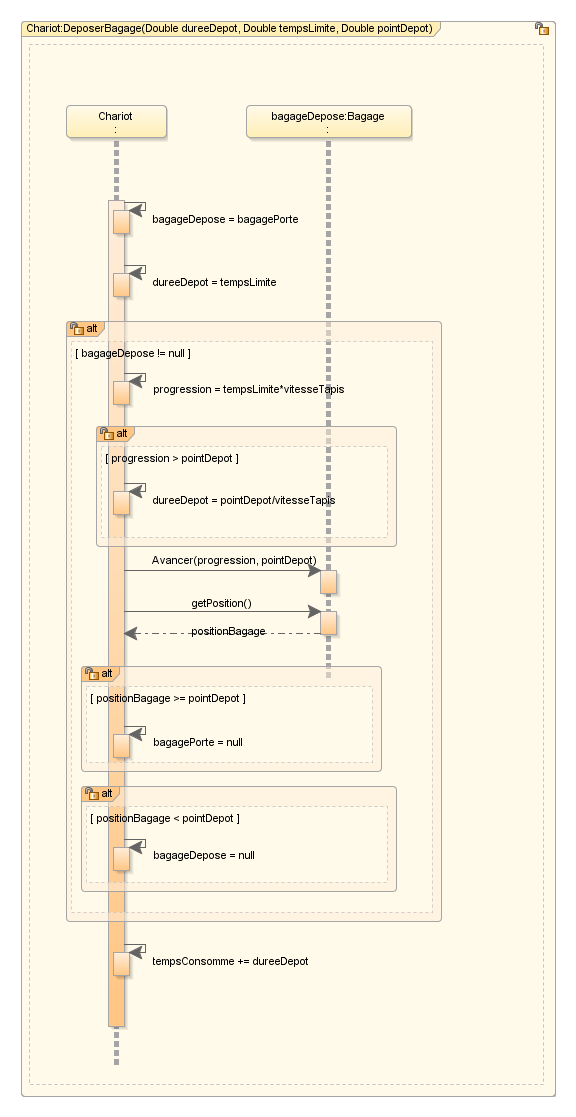 Chariot:DeposerBagage(Double dureeDepot, Double tempsLimite, Double pointDepot)
Chariot
:
bagageDepose:Bagage
:
bagageDepose = bagagePorte
dureeDepot = tempsLimite
alt
[ bagageDepose != null ]
progression = tempsLimite*vitesseTapis
alt
[ progression > pointDepot ]
dureeDepot = pointDepot/vitesseTapis
Avancer(progression, pointDepot)
getPosition()
positionBagage
alt
[ positionBagage >= pointDepot ]
bagagePorte = null
alt
[ positionBagage < pointDepot ]
bagageDepose = null
tempsConsomme += dureeDepot